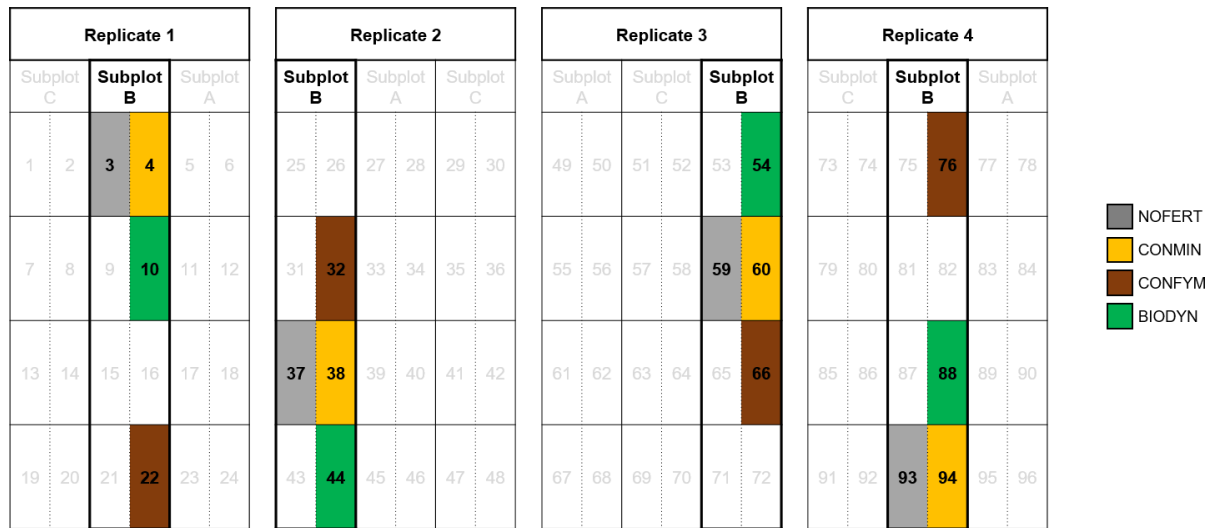 Replicate 1 Replicate 2 Replicate 3 Replicate 4
Subplot C Subplot B Subplot A Subplot B Subplot A Subplot C Subplot A Subplot C Subplot B Subplot C Subplot B Subplot A
1 2 3 4 5 6 25 26 27 28 29 30 49 50 51 52 53 54 73 74 75 76 77 78
7 8 9 10 11 12 31 32 33 34 35 36 55 56 57 58 59 60 79 80 81 82 83 84
13 14 15 16 17 18 37 38 39 40 41 42 61 62 63 64 65 66 85 86 87 88 89 90
19 20 21 22 23 24 43 44 45 46 47 48 67 68 69 70 71 72 91 92 93 94 95 96
NOFERT
CONMIN
CONFYM
BIODYN